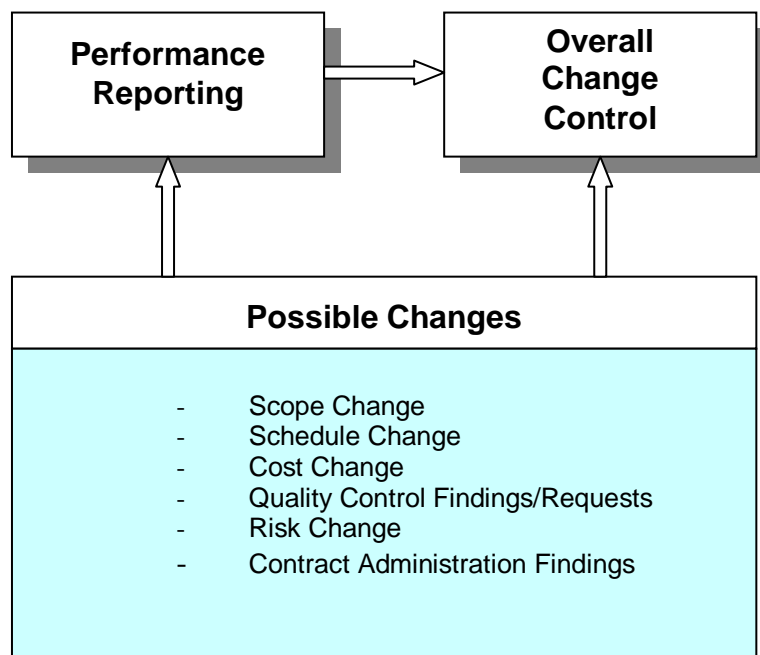 Performance
Reporting
Overall
Change
Control
Possible Changes
- Scope Change
- Schedule Change
- Cost Change
- Quality Control Findings/Requests
- Risk Change
- Contract Administration Findings